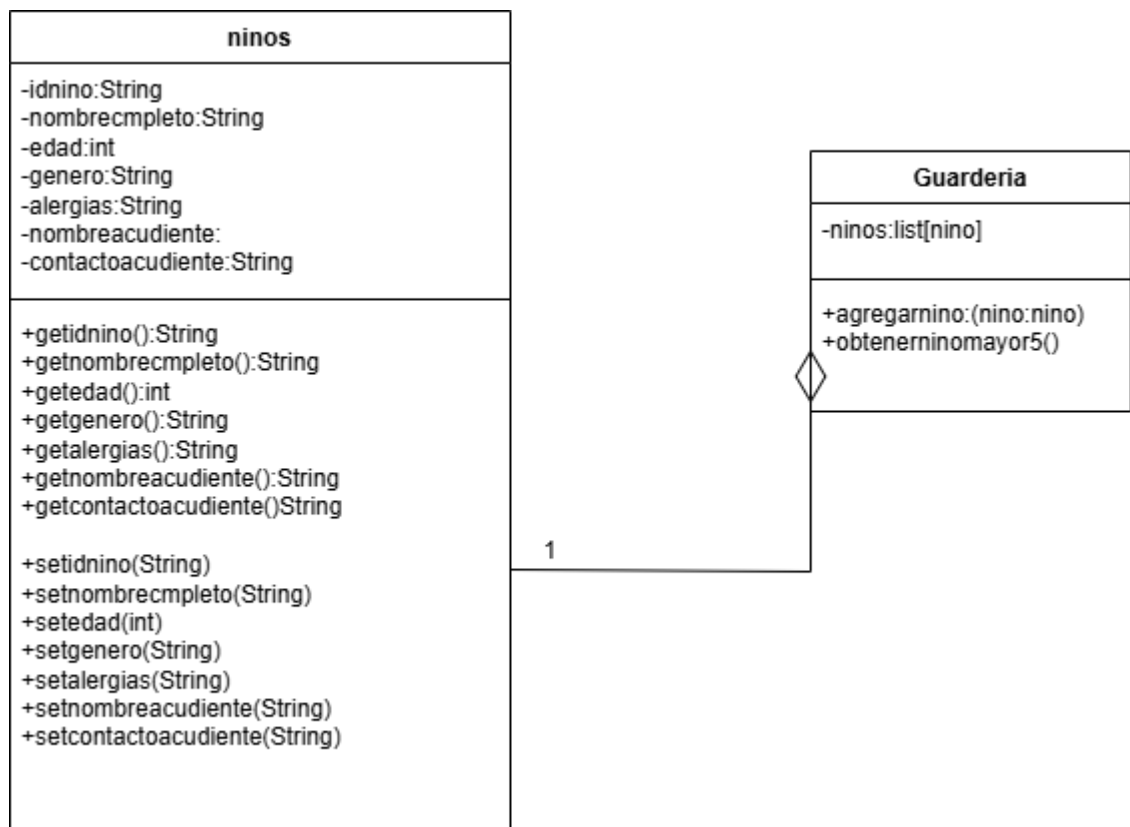 ninos
-idnino:String
-nombrecmpleto:String
-edad:int
-genero:String
-alergias:String
-nombreacudiente:
-contactoacudiente:String
+getidnino():String
+getnombrecmpleto():String
+getedad():int
+getgenero():String
+getalergias():String
+getnombreacudiente():String
+getcontactoacudiente()String
+setidnino(String)
+setnombrecmpleto(String)
+setedad(int)
+setgenero(String)
+setalergias(String)
+setnombreacudiente(String)
+setcontactoacudiente(String)
1
Guarderia
-ninos:list[nino]
+agregarnino:(nino:nino)
+obtenerninomayor5()